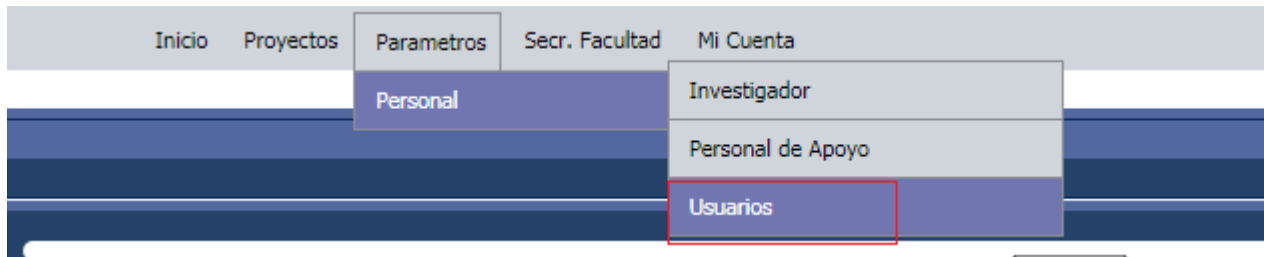 Inicio Proyectos Parametros Secr. Facultad Mi Cuenta
Personal
Investigador
Personal de Apoyo
Usuarios